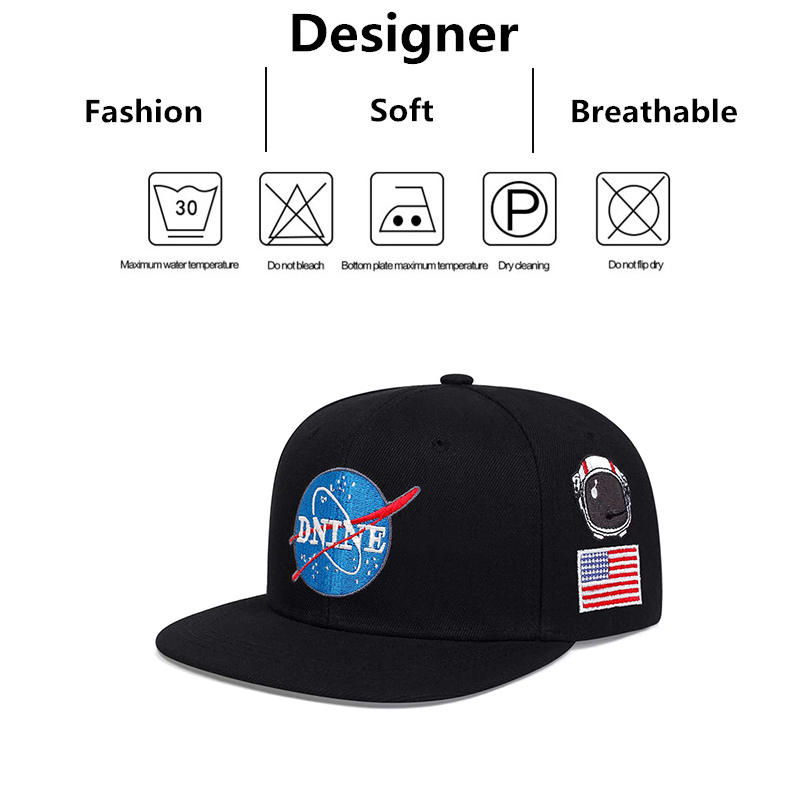 Designer
Fashion
Soft
Breathable
30
P
Maximum water temperature
Do not bleach
Bottom plate maximum temperature
Dry cleaning
Do not flip dry
DNINE